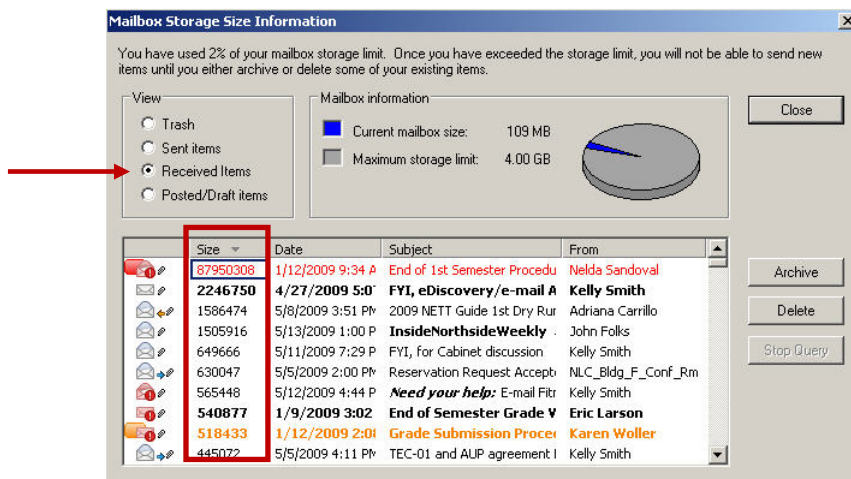 Mailbox Storage Size Information
You have used 2% of your mailbox storage limit. Once you have exceeded the storage limit, you will not be able to send new
items until you either archive or delete some of your existing items.
View
Trash
Sent items
Received Items
Posted/Draft items
Mailbox information
Current mailbox size: 109 MB
Maximum storage limit: 4.00 GB
Close
Size Date Subject From
87950308 1/12/2009 9:34 A End of 1st Semester Procedu Nelda Sandoval
2246750 4/27/2009 5:0 FYI, eDiscovery/e-mail A Kelly Smith
1586474 5/8/2009 3:51 PM 2009 NETT Guide 1st Dry Rur Adriana Carrillo
1505916 5/13/2009 1:00 P InsideNorthsideWeekly John Folks
649666 5/11/2009 7:29 P FYI, for Cabinet discussion Kelly Smith
630047 5/5/2009 2:00 PM Reservation Request Accept NLC_Bldg_F_Conf_Rm
565448 5/12/2009 4:44 P Need your help: E-mail Fitr Kelly Smith
540877 1/9/2009 3:02 End of Semester Grade Eric Larson
518433 1/12/2009 2:0 Grade Submission Proce Karen Woller
445072 5/5/2009 4:11 PM TEC-01 and AUP agreement Kelly Smith
Archive
Delete
Stop Query